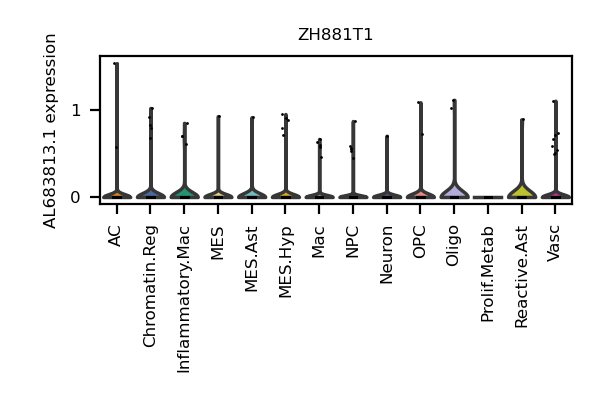 ZH881T1
AL683813.1 expression
1
0
AC
Chromatin.Reg
Inflammatory.Mac
MES
MES.Ast
MES.Hyp
Mac
NPC
Neuron
OPC
Oligo
Prolif.Metab
Reactive.Ast
Vasc